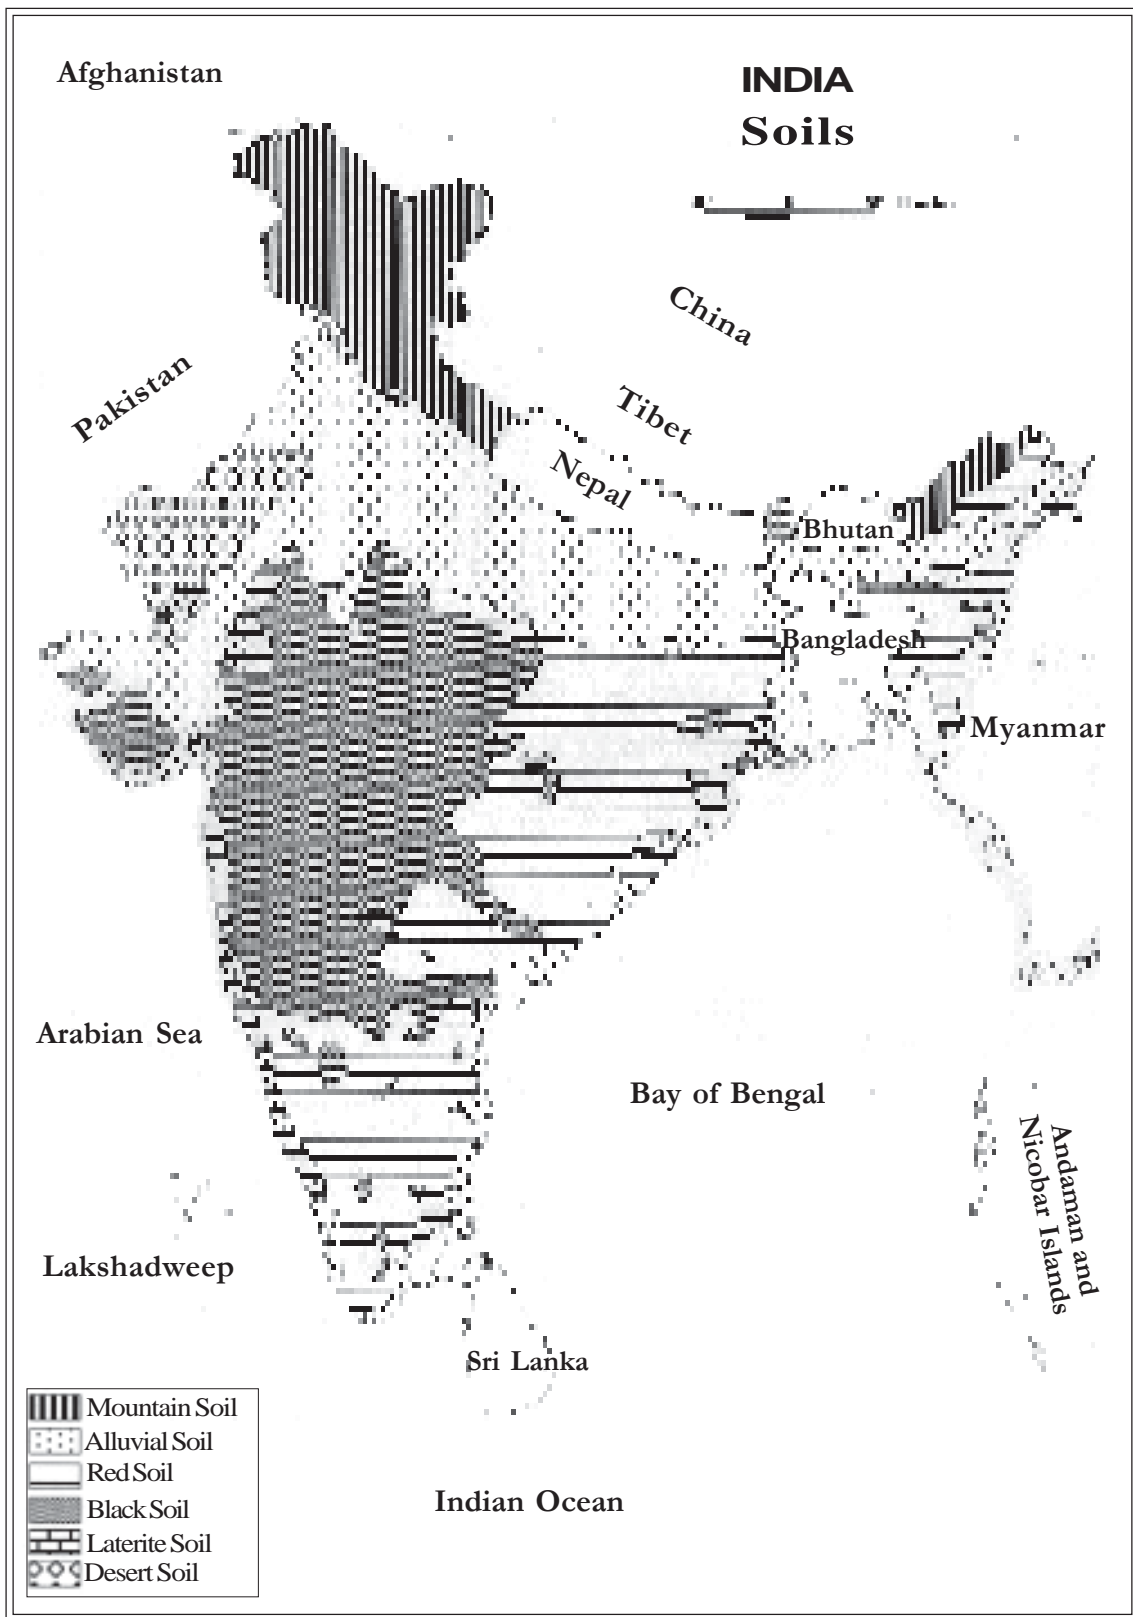 Afghanistan
INDIA
Soils
China
Pakistan
Tibet
Nepal
Bhutan
Bangladesh
Myanmar
Arabian Sea
Bay of Bengal
Andaman and
Nicobar Islands
Lakshadweep
Sri Lanka
Mountain Soil
Alluvial Soil
Red Soil
Black Soil
Laterite Soil
Desert Soil
Indian Ocean